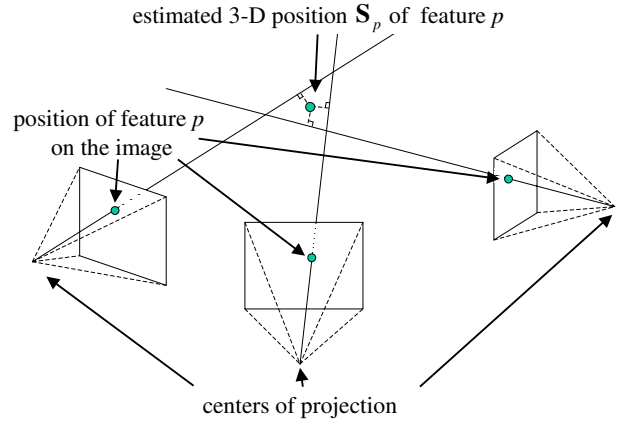 estimated 3-D position S_p of feature p
position of feature p
on the image
centers of projection